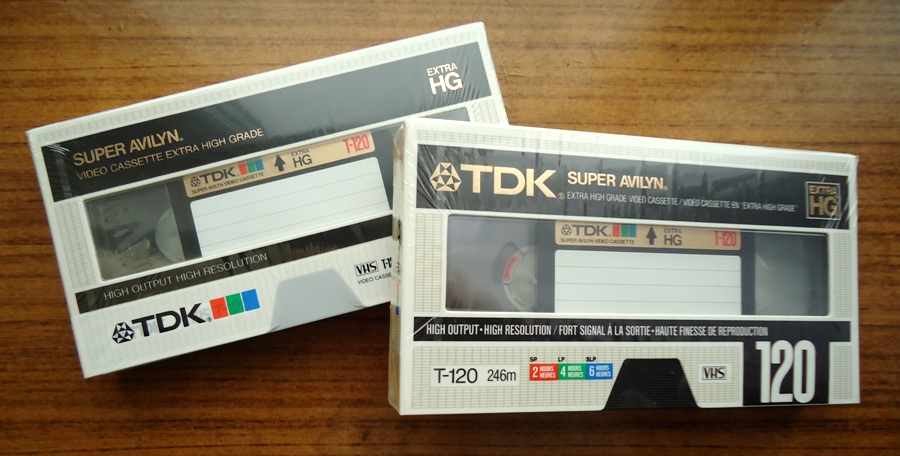 EXTRA
HG
SUPER AVILYN®
VIDEO CASSETTE EXTRA HIGH GRADE
TDK
EXTRA
HG
T-120
SUPER AVILYN VIDEO CASSETTE
HIGH OUTPUT HIGH RESOLUTION
VHS
VIDEO
TDK®
TDK® SUPER AVILYN®
EXTRA HIGH GRADE VIDEO CASSETTE/VIDEO CASSETTE EN "EXTRA HIGH GRADE"
EXTRA
HG
TDK
EXTRA
HG
T-120
SUPER AVILYN VIDEO CASSETTE
HIGH OUTPUT•HIGH RESOLUTION/FORT SIGNAL À LA SORTIE•HAUTE FINESSE DE REPRODUCTION
T-120 246m
SP LP SLP
2 HOURS HEURES 4 HOURS HEURES 6 HOURS HEURES
VHS
120